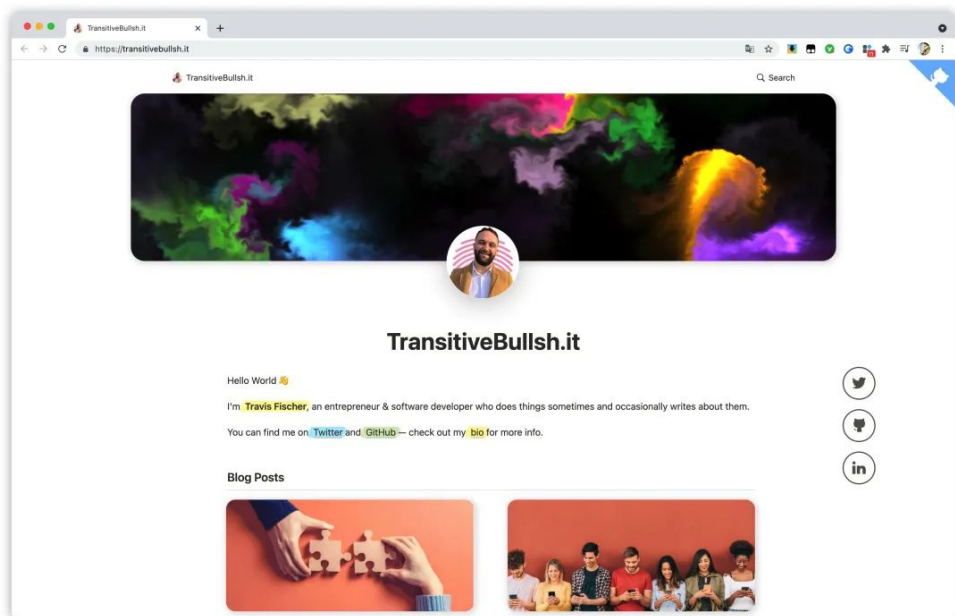 TransitiveBullsh.it
https://transitivebullsh.it
TransitiveBullsh.it
Search
TransitiveBullsh.it
Hello World 👋
I'm Travis Fischer, an entrepreneur & software developer who does things sometimes and occasionally writes about them.
You can find me on Twitter and GitHub — check out my bio for more info.
in
Blog Posts